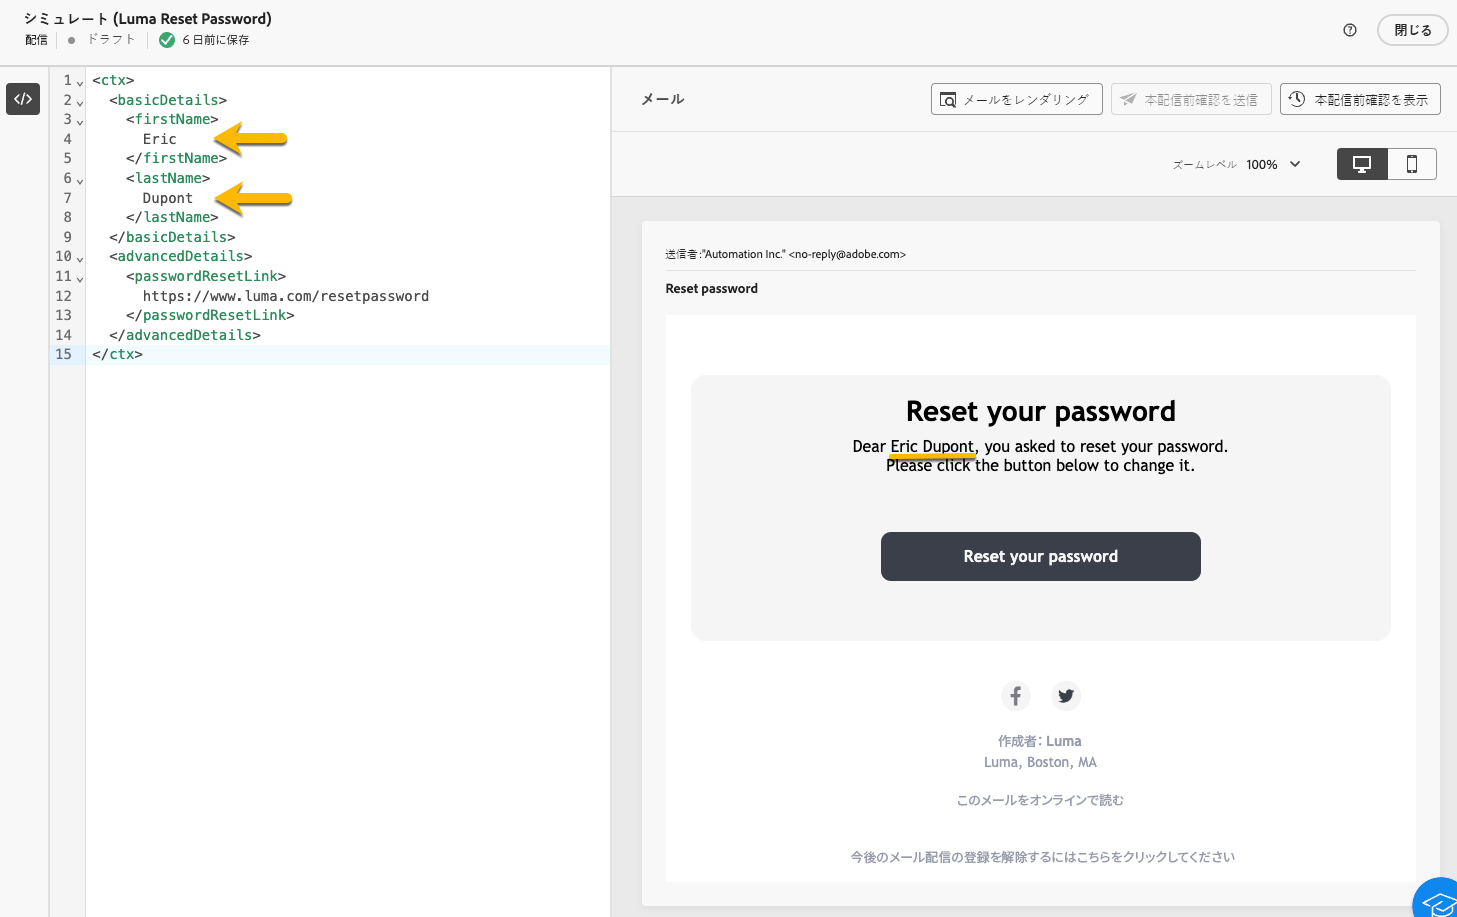 シミュレート (Luma Reset Password)
配信 ドラフト 6 日前に保存
閉じる
1 <ctx>
2 <basicDetails>
3 <firstName>
4 Eric
5 </firstName>
6 <lastName>
7 Dupont
8 </lastName>
9 </basicDetails>
10 <advancedDetails>
11 <passwordResetLink>
12 https://www.luma.com/resetpassword
13 </passwordResetLink>
14 </advancedDetails>
15 </ctx>
メール
メールをレンダリング
本配信前確認を送信
本配信前確認を表示
ズームレベル 100%
送信者:"Automation Inc." <no-reply@adobe.com>
Reset password
Reset your password
Dear Eric Dupont, you asked to reset your password.
Please click the button below to change it.
Reset your password
作成者: Luma
Luma, Boston, MA
このメールをオンラインで読む
今後のメール配信の登録を解除するにはこちらをクリックしてください